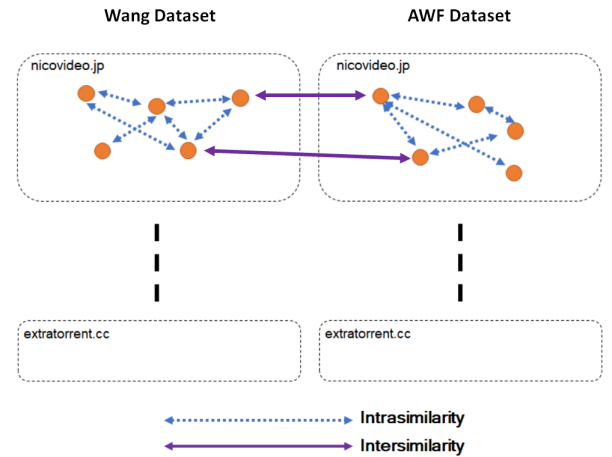 Wang Dataset
AWF Dataset
nicovideo.jp
nicovideo.jp
extratorrent.cc
extratorrent.cc
Intrasimilarity
Intersimilarity